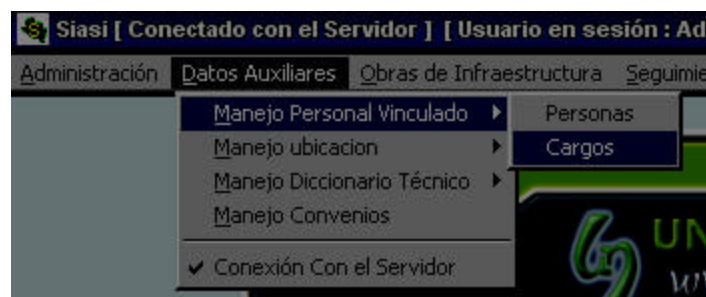 Siasi [ Conectado con el Servidor ] [ Usuario en sesión : Ad
Administración Datos Auxiliares Obras de Infraestructura Seguimie
Manejo Personal Vinculado
Personas
Manejo ubicacion
Cargos
Manejo Diccionario Técnico
Manejo Convenios
Conexión Con el Servidor
UN